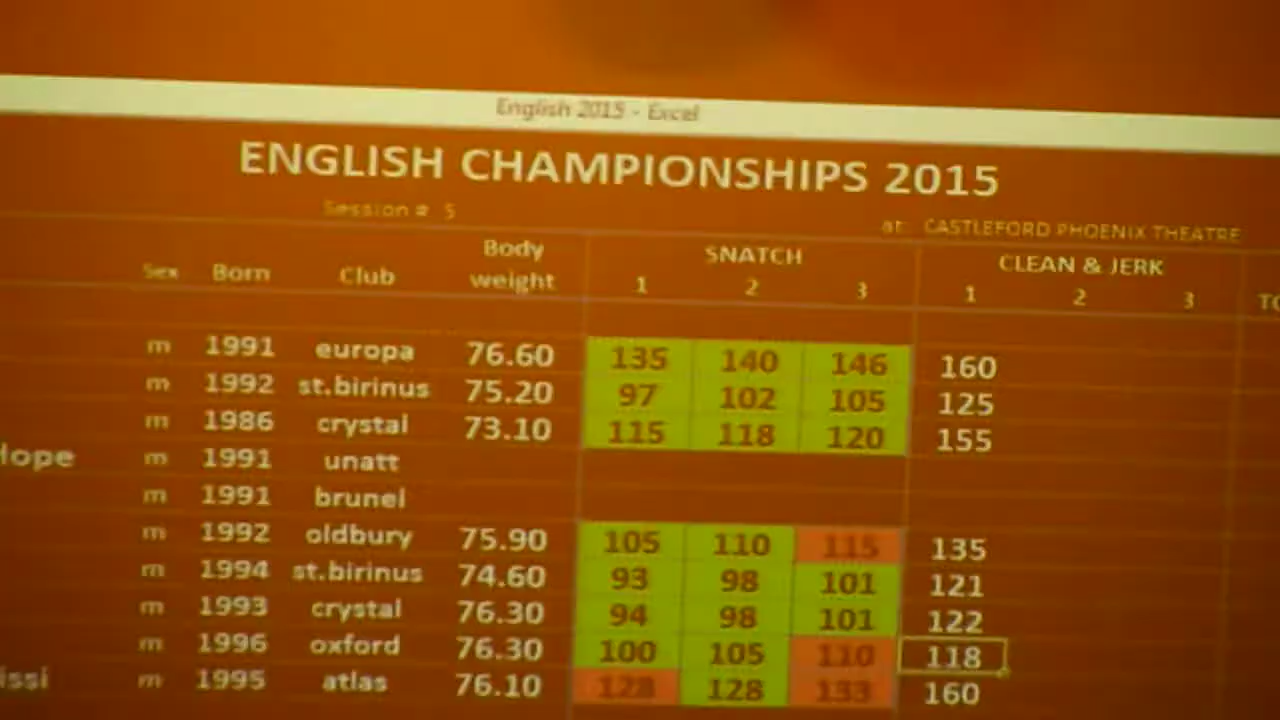 English 2015 - Excel
ENGLISH CHAMPIONSHIPS 2015
Session # 5 at: CASTLEFORD PHOENIX THEATRE
Sex Born Club Body weight SNATCH CLEAN & JERK
1 2 3 1 2 3
m 1991 europa 76.60 135 140 146 160
m 1992 st.birinus 75.20 97 102 105 125
m 1986 crystal 73.10 115 118 120 155
m 1991 unatt
m 1991 brunel
m 1992 oldbury 75.90 105 110 115 135
m 1994 st.birinus 74.60 93 98 101 121
m 1993 crystal 76.30 94 98 101 122
m 1996 oxford 76.30 100 105 110 118
m 1995 atlas 76.10 128 128 133 160